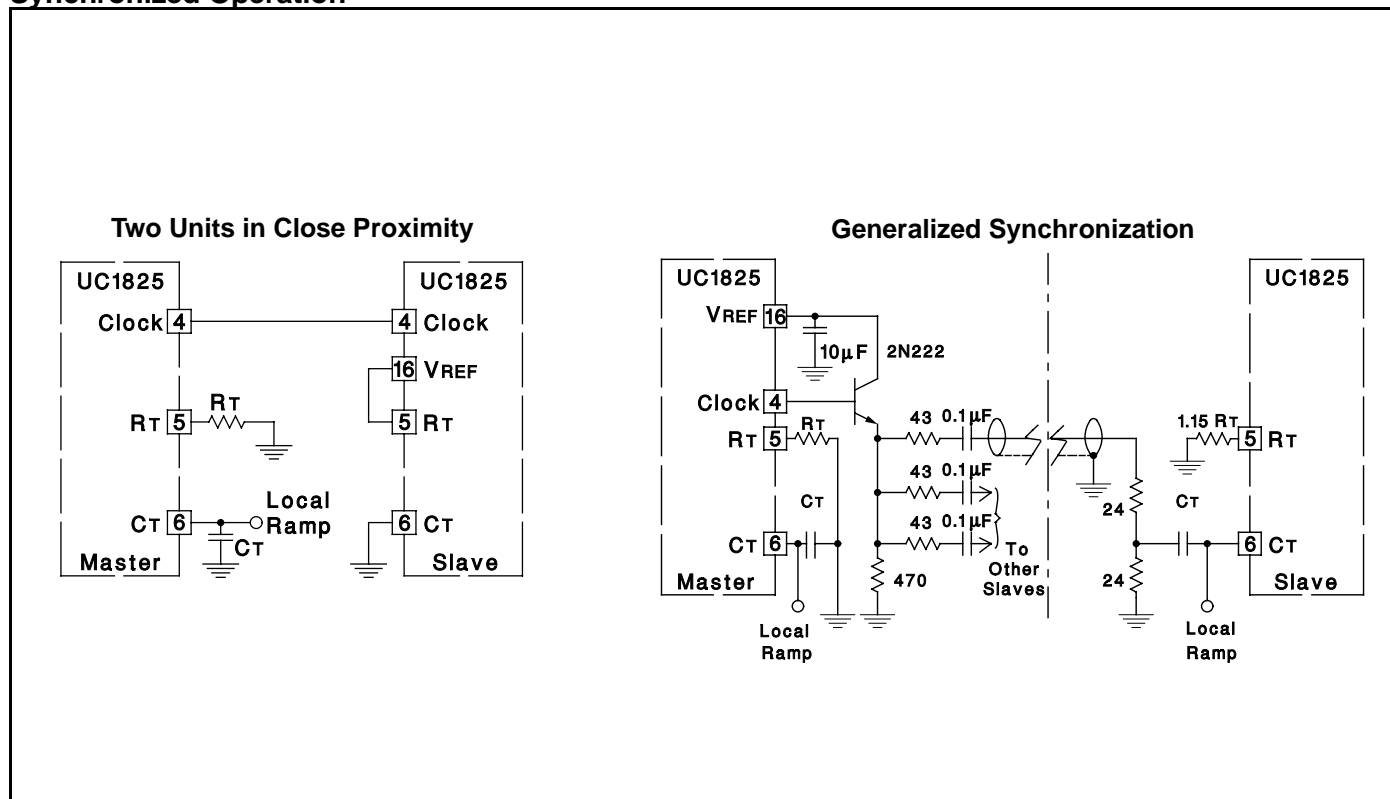 Synchronized Operation
Two Units in Close Proximity
UC1825
Clock 4
RT 5
RT
CT 6
Local
Ramp
CT
Master
UC1825
4 Clock
16 VREF
5 RT
6 CT
Slave
Generalized Synchronization
UC1825
VREF 16
10µF
2N222
Clock 4
RT 5
RT
43 0.1µF
43 0.1µF
43 0.1µF
CT
CT 6
Master
470
To
Other
Slaves
Local
Ramp
UC1825
1.15 RT
5 RT
24
CT
6 CT
24
Slave
Local
Ramp